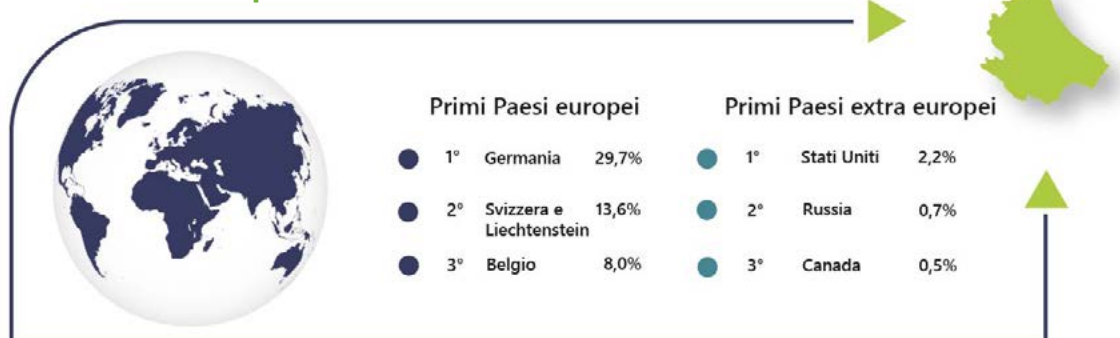 Primi Paesi europei
1° Germania 29,7%
2° Svizzera e 13,6%
Liechtenstein
3° Belgio 8,0%
Primi Paesi extra europei
1° Stati Uniti 2,2%
2° Russia 0,7%
3° Canada 0,5%